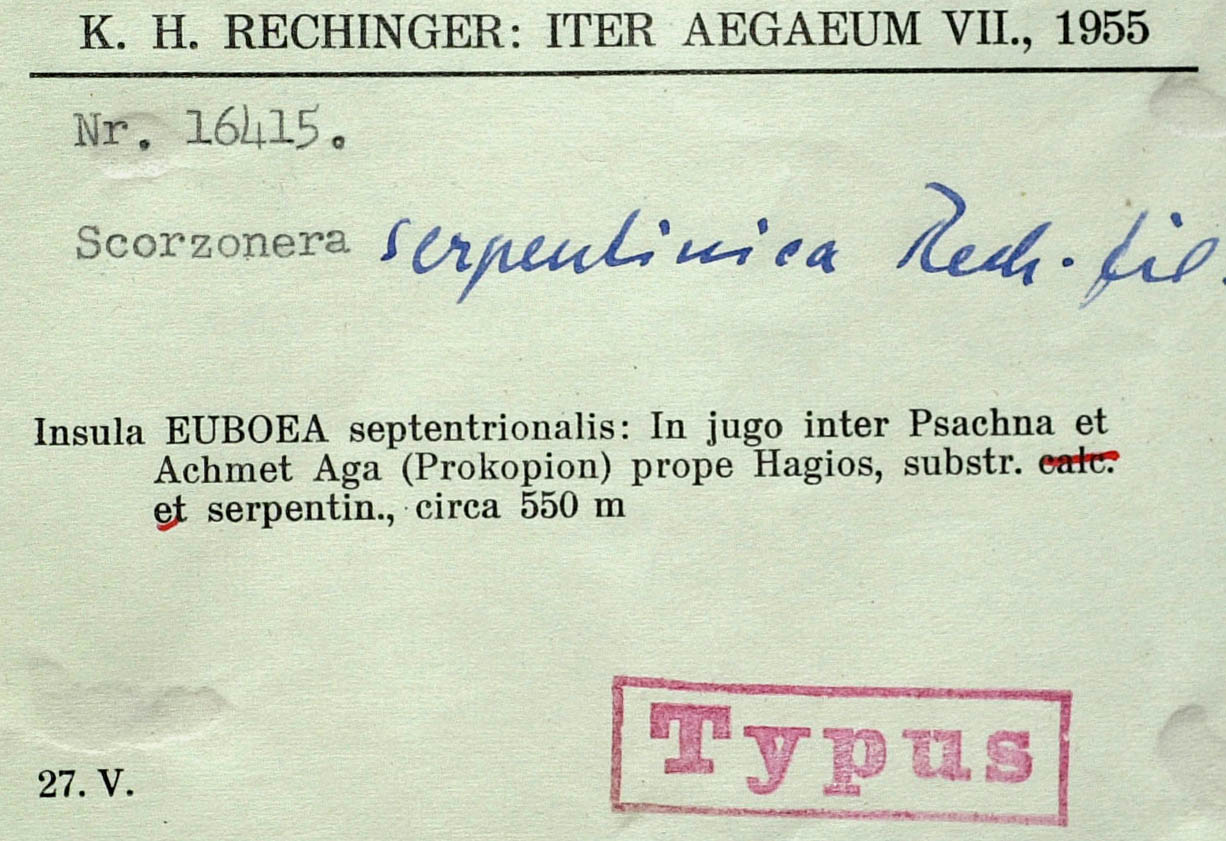 K. H. RECHINGER: ITER AEGAEUM VII., 1955
Nr. 16415.
Scorzonera serpentinica Rech. fil.
Insula EUBOEA septentrionalis: In jugo inter Psachna et
Achmet Aga (Prokopion) prope Hagios, substr. calc.
et serpentin., circa 550 m
Typus
27. V.